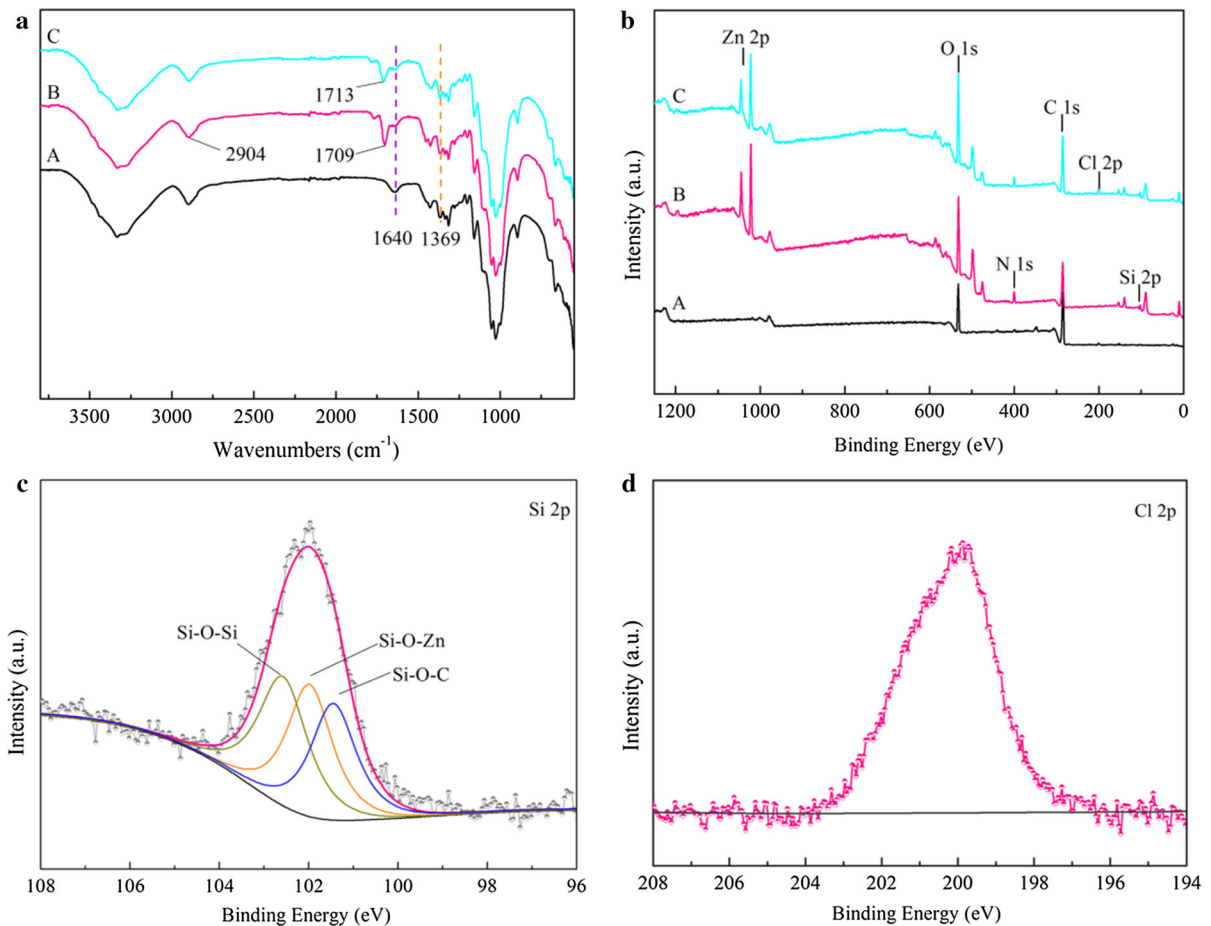 a
C
B
A
1713
2904
1709
1640 1369
3500 3000 2500 2000 1500 1000
Wavenumbers (cm⁻¹)
b
Intensity (a.u.)
Zn 2p
O 1s
C 1s
Cl 2p
C
B
N 1s
Si 2p
A
1200 1000 800 600 400 200 0
Binding Energy (eV)
c
Intensity (a.u.)
Si 2p
Si-O-Si
Si-O-Zn
Si-O-C
108 106 104 102 100 98 96
Binding Energy (eV)
d
Intensity (a.u.)
Cl 2p
208 206 204 202 200 198 196 194
Binding Energy (eV)